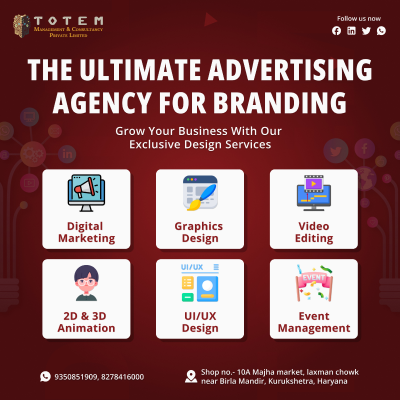 TOTEM
MANAGEMENT & CONSULTANCY
PRIVATE LIMITED
Follow us now
THE ULTIMATE ADVERTISING
AGENCY FOR BRANDING
Grow Your Business With Our
Exclusive Design Services
Digital
Marketing
Graphics
Design
Video
Editing
2D & 3D
Animation
UI/UX
UI/UX
Design
EVENT
Event
Management
9350851909, 8278416000
Shop no.- 10A Majha market, laxman chowk
near Birla Mandir, Kurukshetra, Haryana